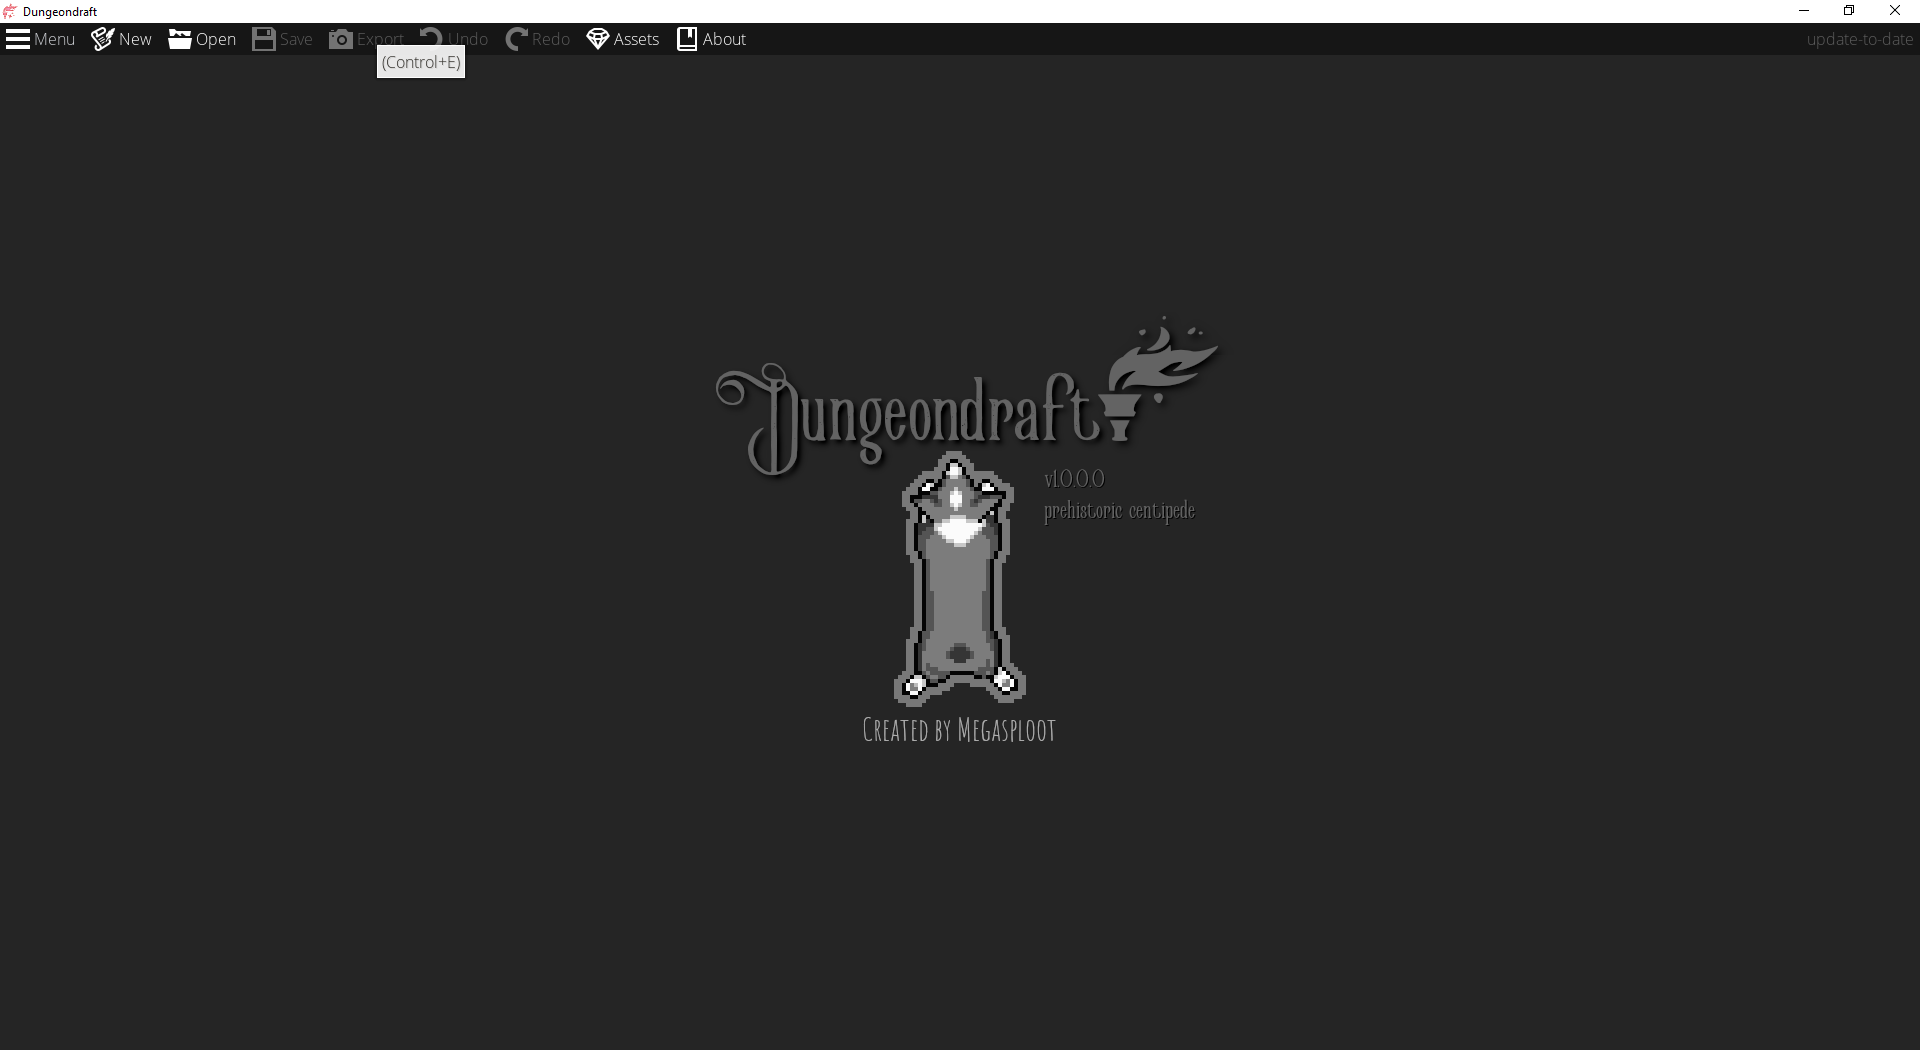 Dungeondraft
Menu New Open Save Export Undo Redo Assets About update-to-date
(Control+E)
Dungeondraft
v1.0.0.0
prehistoric centipede
Created by Megasploot